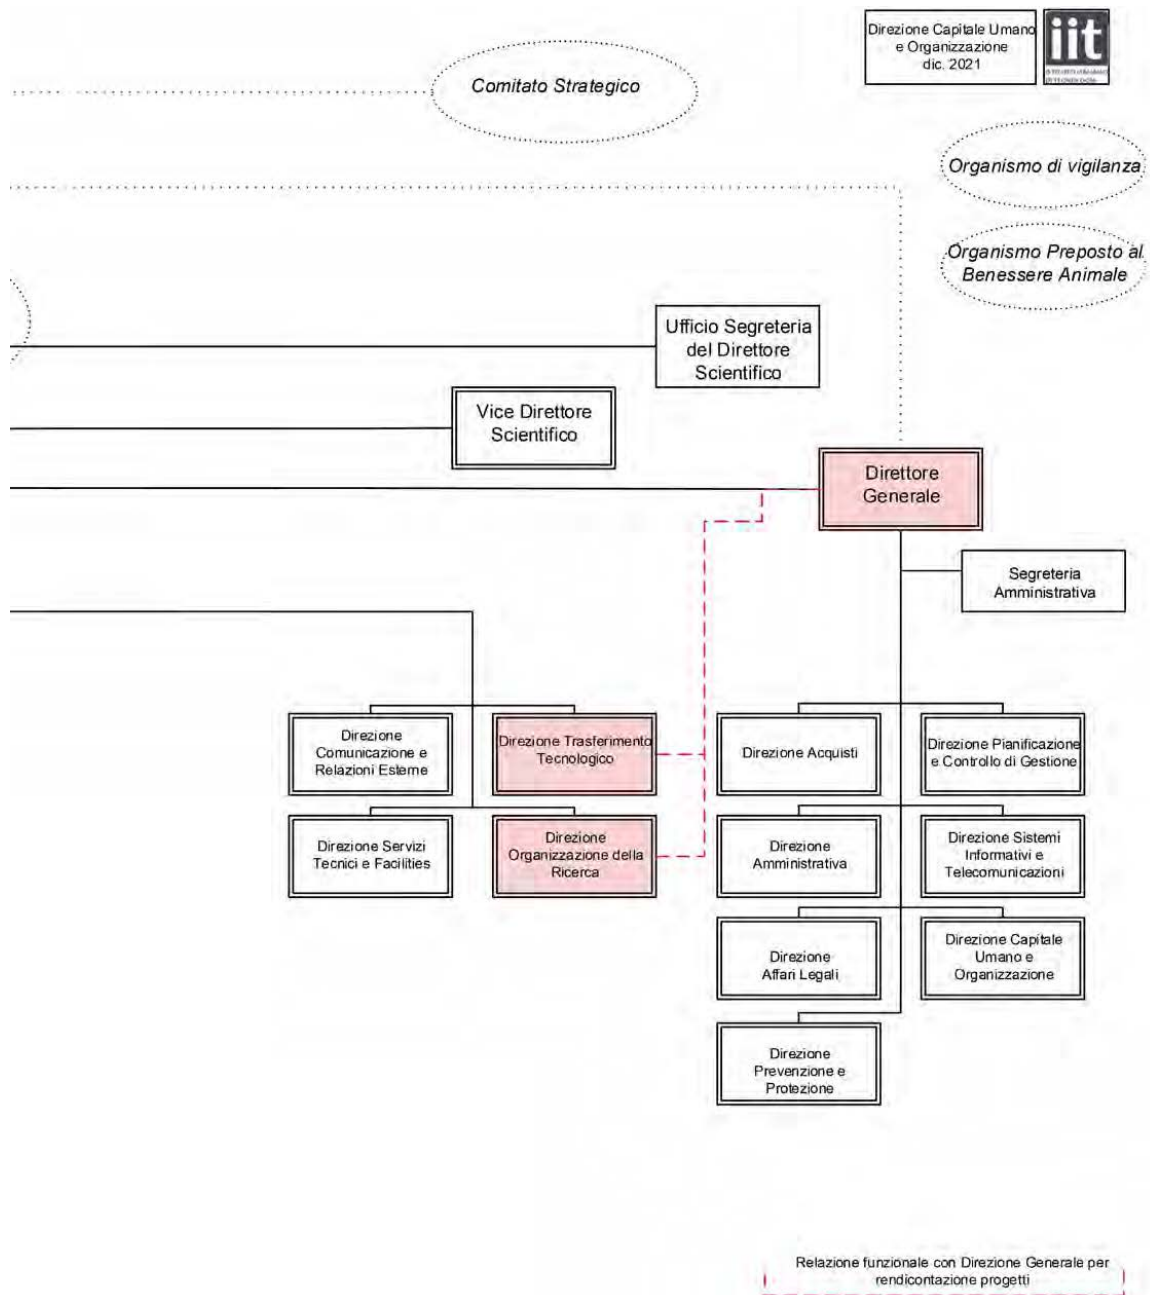 Direzione Capitale Umano
e Organizzazione
dic. 2021
iit
Comitato Strategico
Organismo di vigilanza
Organismo Preposto al
Benessere Animale
Ufficio Segreteria
del Direttore
Scientifico
Vice Direttore
Scientifico
Direttore
Generale
Segreteria
Amministrativa
Direzione
Comunicazione e
Relazioni Esterne
Direzione Trasferimento
Tecnologico
Direzione Servizi
Tecnici e Facilities
Direzione
Organizzazione della
Ricerca
Direzione Acquisti
Direzione Pianificazione
e Controllo di Gestione
Direzione
Amministrativa
Direzione Sistemi
Informativi e
Telecomunicazioni
Direzione
Affari Legali
Direzione Capitale
Umano e
Organizzazione
Direzione
Prevenzione e
Protezione
Relazione funzionale con Direzione Generale per
rendicontazione progetti